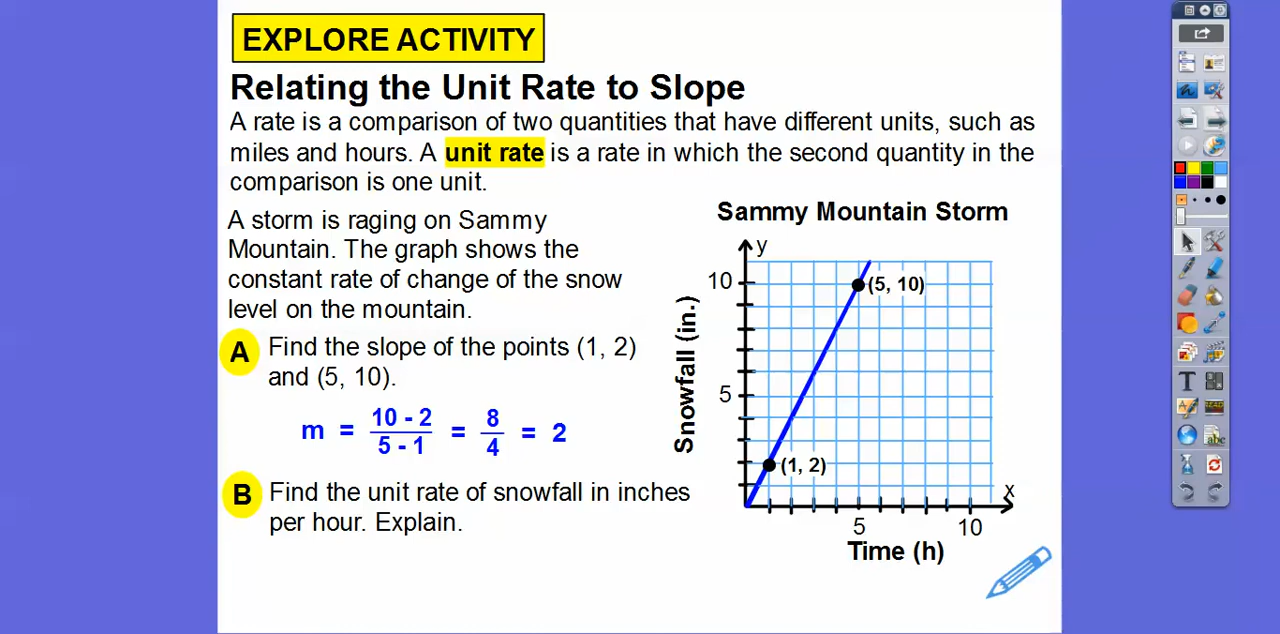 EXPLORE ACTIVITY
Relating the Unit Rate to Slope
A rate is a comparison of two quantities that have different units, such as
miles and hours. A unit rate is a rate in which the second quantity in the
comparison is one unit.
A storm is raging on Sammy
Mountain. The graph shows the
constant rate of change of the snow
level on the mountain.
A Find the slope of the points (1, 2)
and (5, 10).
m = 10 - 2 / 5 - 1 = 8 / 4 = 2
B Find the unit rate of snowfall in inches
per hour. Explain.
Sammy Mountain Storm
y
10
(5, 10)
Snowfall (in.)
5
(1, 2)
x
5 10
Time (h)